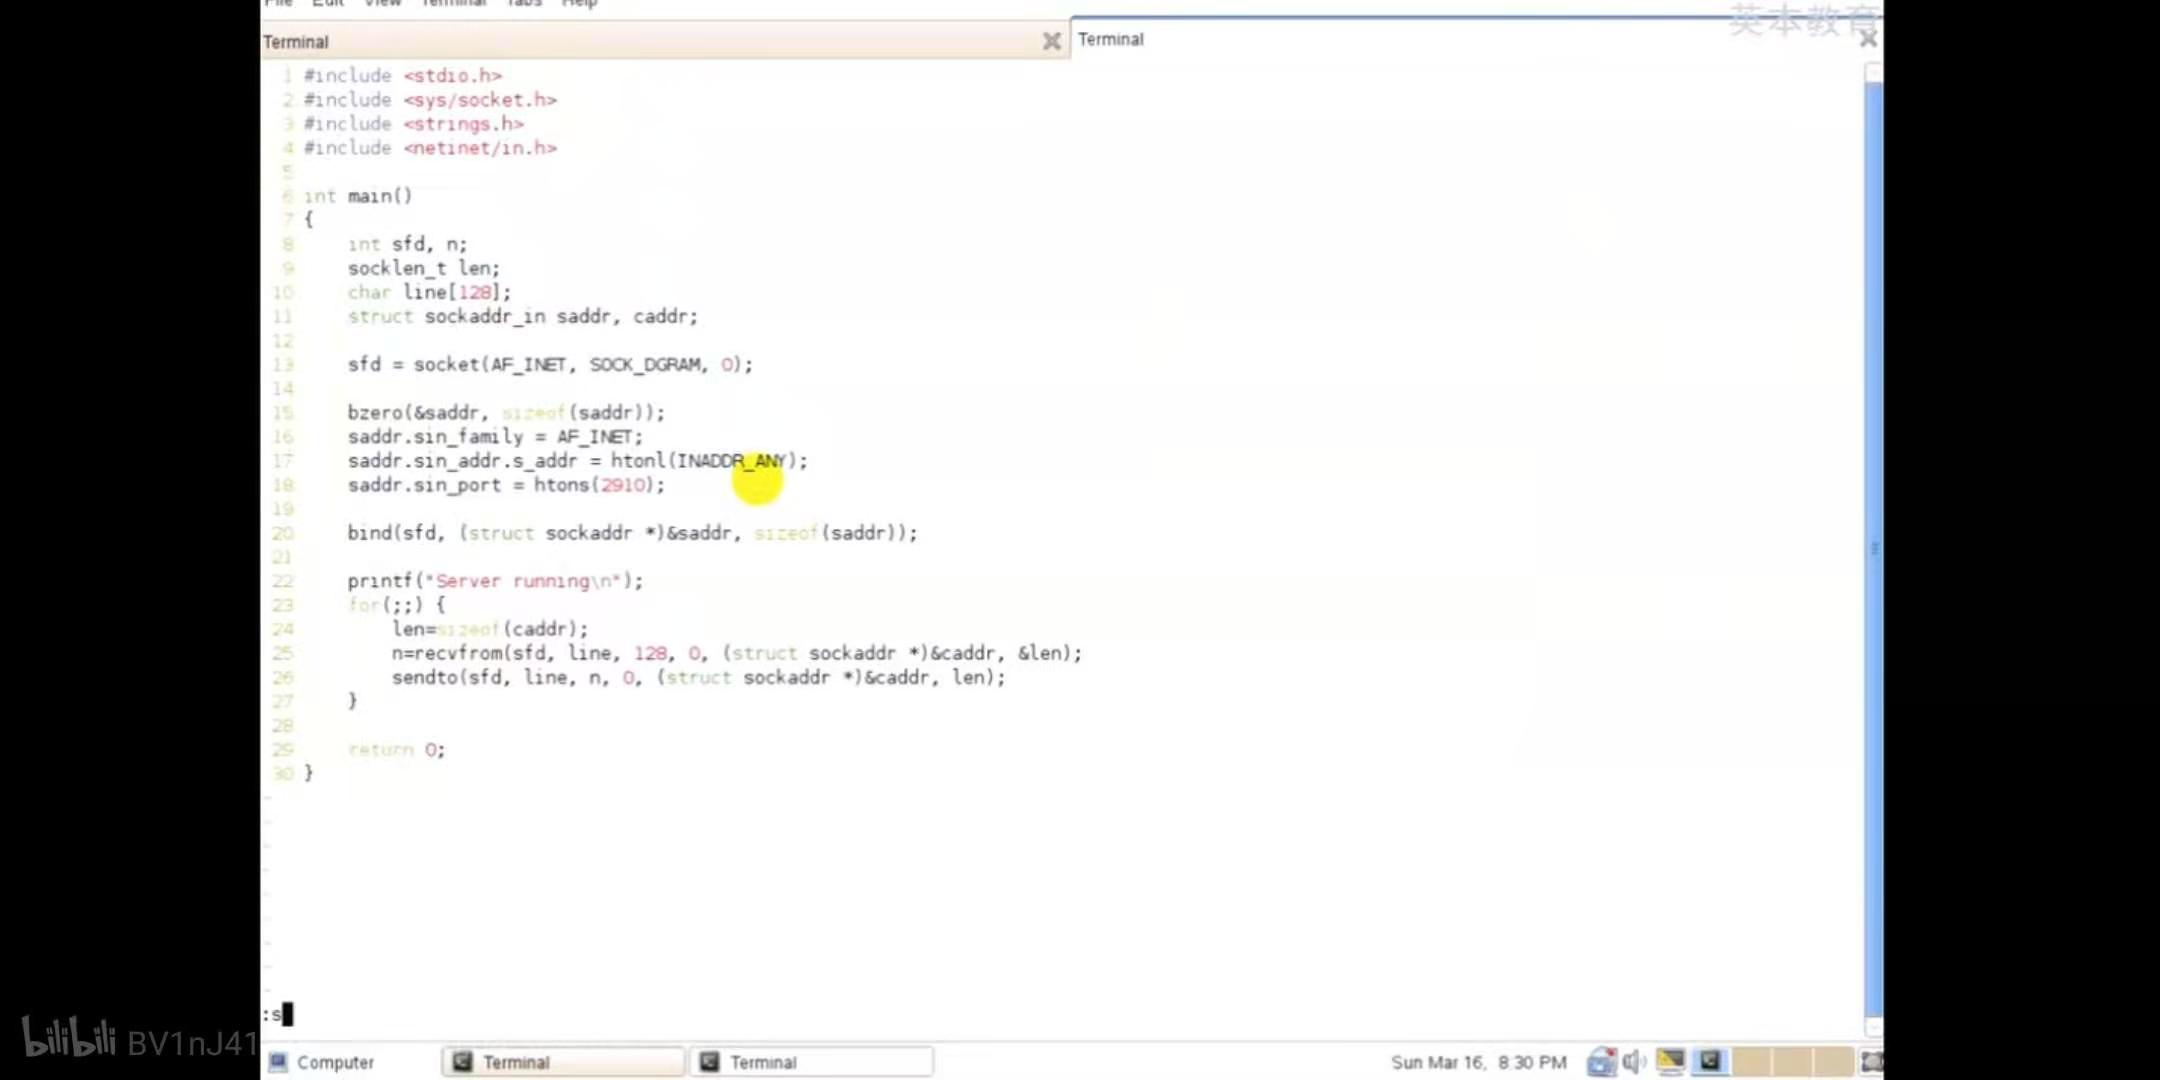 File Edit View Terminal Tabs Help
英本教育
Terminal
Terminal
1 #include <stdio.h>
2 #include <sys/socket.h>
3 #include <strings.h>
4 #include <netinet/in.h>
5
6 int main()
7 {
8     int sfd, n;
9     socklen_t len;
10     char line[128];
11     struct sockaddr_in saddr, caddr;
12
13     sfd = socket(AF_INET, SOCK_DGRAM, 0);
14
15     bzero(&saddr, sizeof(saddr));
16     saddr.sin_family = AF_INET;
17     saddr.sin_addr.s_addr = htonl(INADDR_ANY);
18     saddr.sin_port = htons(2910);
19
20     bind(sfd, (struct sockaddr *)&saddr, sizeof(saddr));
21
22     printf("Server running\n");
23     for(;;) {
24         len=sizeof(caddr);
25         n=recvfrom(sfd, line, 128, 0, (struct sockaddr *)&caddr, &len);
26         sendto(sfd, line, n, 0, (struct sockaddr *)&caddr, len);
27     }
28
29     return 0;
30 }
:s
bilibili BV1nJ41
Computer
Terminal
Terminal
Sun Mar 16, 8:30 PM